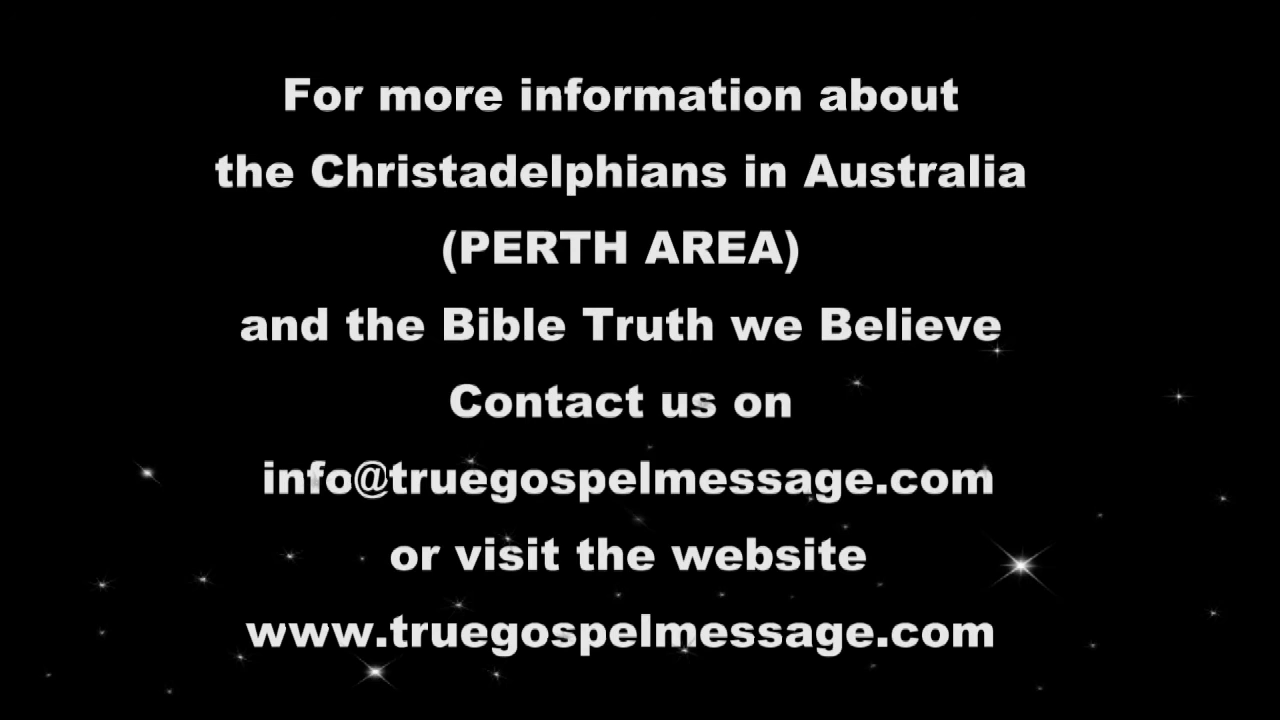 For more information about
the Christadelphians in Australia
(PERTH AREA)
and the Bible Truth we Believe
Contact us on
info@truegospelmessage.com
or visit the website
www.truegospelmessage.com